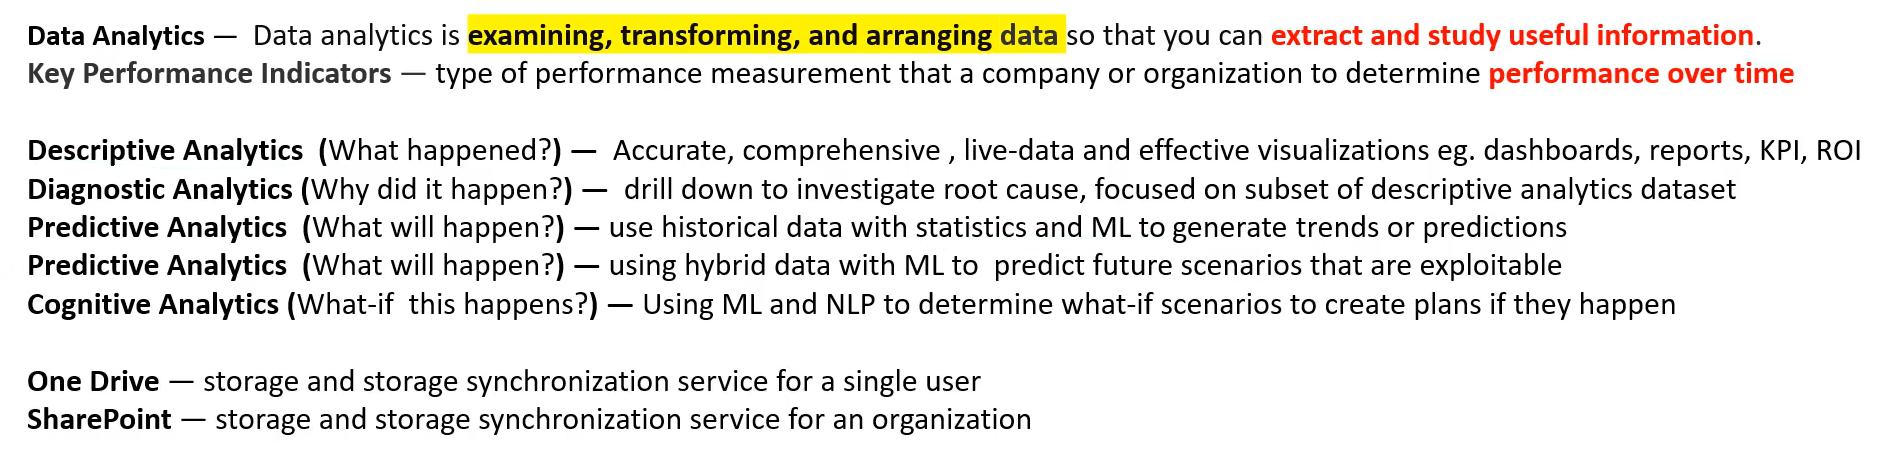 Data Analytics — Data analytics is examining, transforming, and arranging data so that you can extract and study useful information.
Key Performance Indicators — type of performance measurement that a company or organization to determine performance over time
Descriptive Analytics (What happened?) — Accurate, comprehensive , live-data and effective visualizations eg. dashboards, reports, KPI, ROI
Diagnostic Analytics (Why did it happen?) — drill down to investigate root cause, focused on subset of descriptive analytics dataset
Predictive Analytics (What will happen?) — use historical data with statistics and ML to generate trends or predictions
Predictive Analytics (What will happen?) — using hybrid data with ML to predict future scenarios that are exploitable
Cognitive Analytics (What-if this happens?) — Using ML and NLP to determine what-if scenarios to create plans if they happen
One Drive — storage and storage synchronization service for a single user
SharePoint — storage and storage synchronization service for an organization